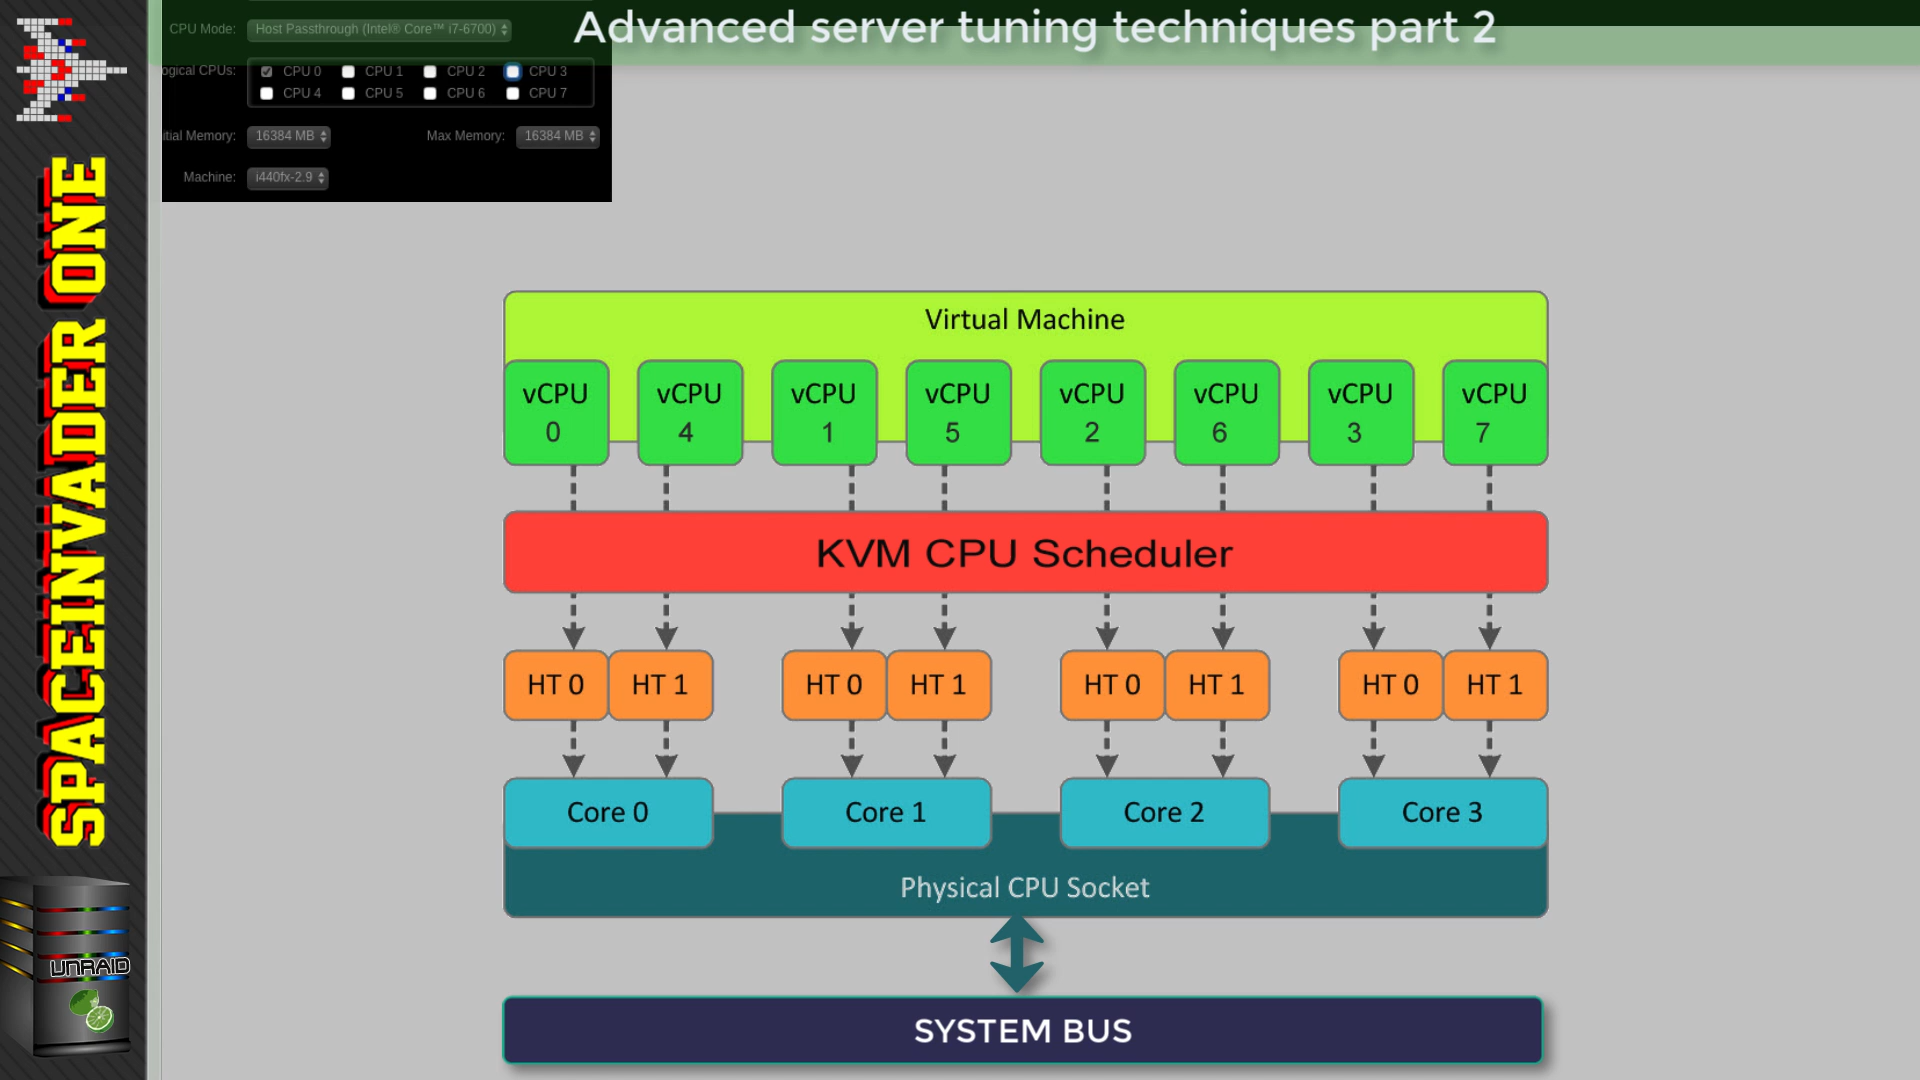 Advanced server tuning techniques part 2
CPU Mode: Host Passthrough (Intel® Core™ i7-6700)
ogical CPUs: CPU 0 CPU 1 CPU 2 CPU 3
CPU 4 CPU 5 CPU 6 CPU 7
itial Memory: 16384 MB Max Memory: 16384 MB
Machine: i440fx-2.9
SPACEINVADER ONE
UNRAID
Virtual Machine
vCPU 0 vCPU 4 vCPU 1 vCPU 5 vCPU 2 vCPU 6 vCPU 3 vCPU 7
KVM CPU Scheduler
HT 0 HT 1 HT 0 HT 1 HT 0 HT 1 HT 0 HT 1
Core 0 Core 1 Core 2 Core 3
Physical CPU Socket
SYSTEM BUS